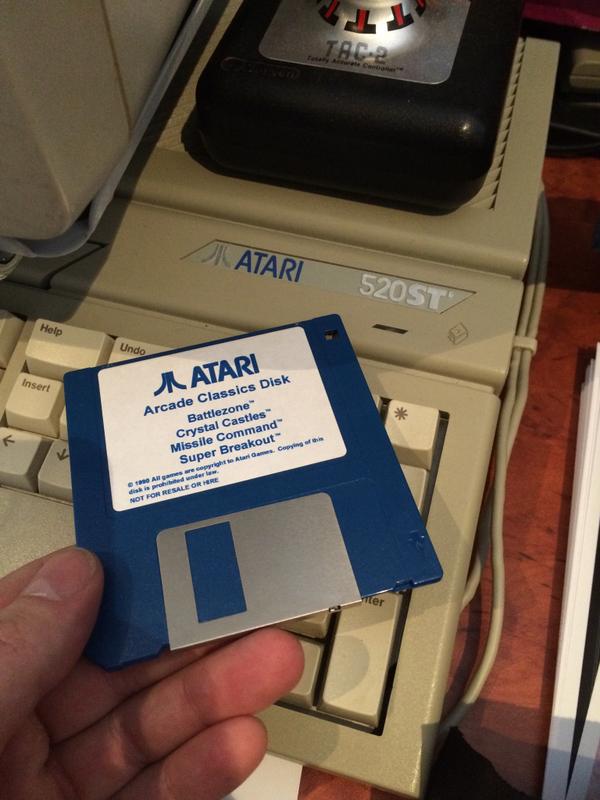 TAC-2
Totally Accurate Controller™
ATARI
520STᶠ
Help
Undo
Insert
←
↓
*
ATARI
Arcade Classics Disk
Battlezone™
Crystal Castles™
Missile Command™
Super Breakout™
© 1990 All games are copyright to Atari Games. Copying of this
disk is prohibited under law.
NOT FOR RESALE OR HIRE